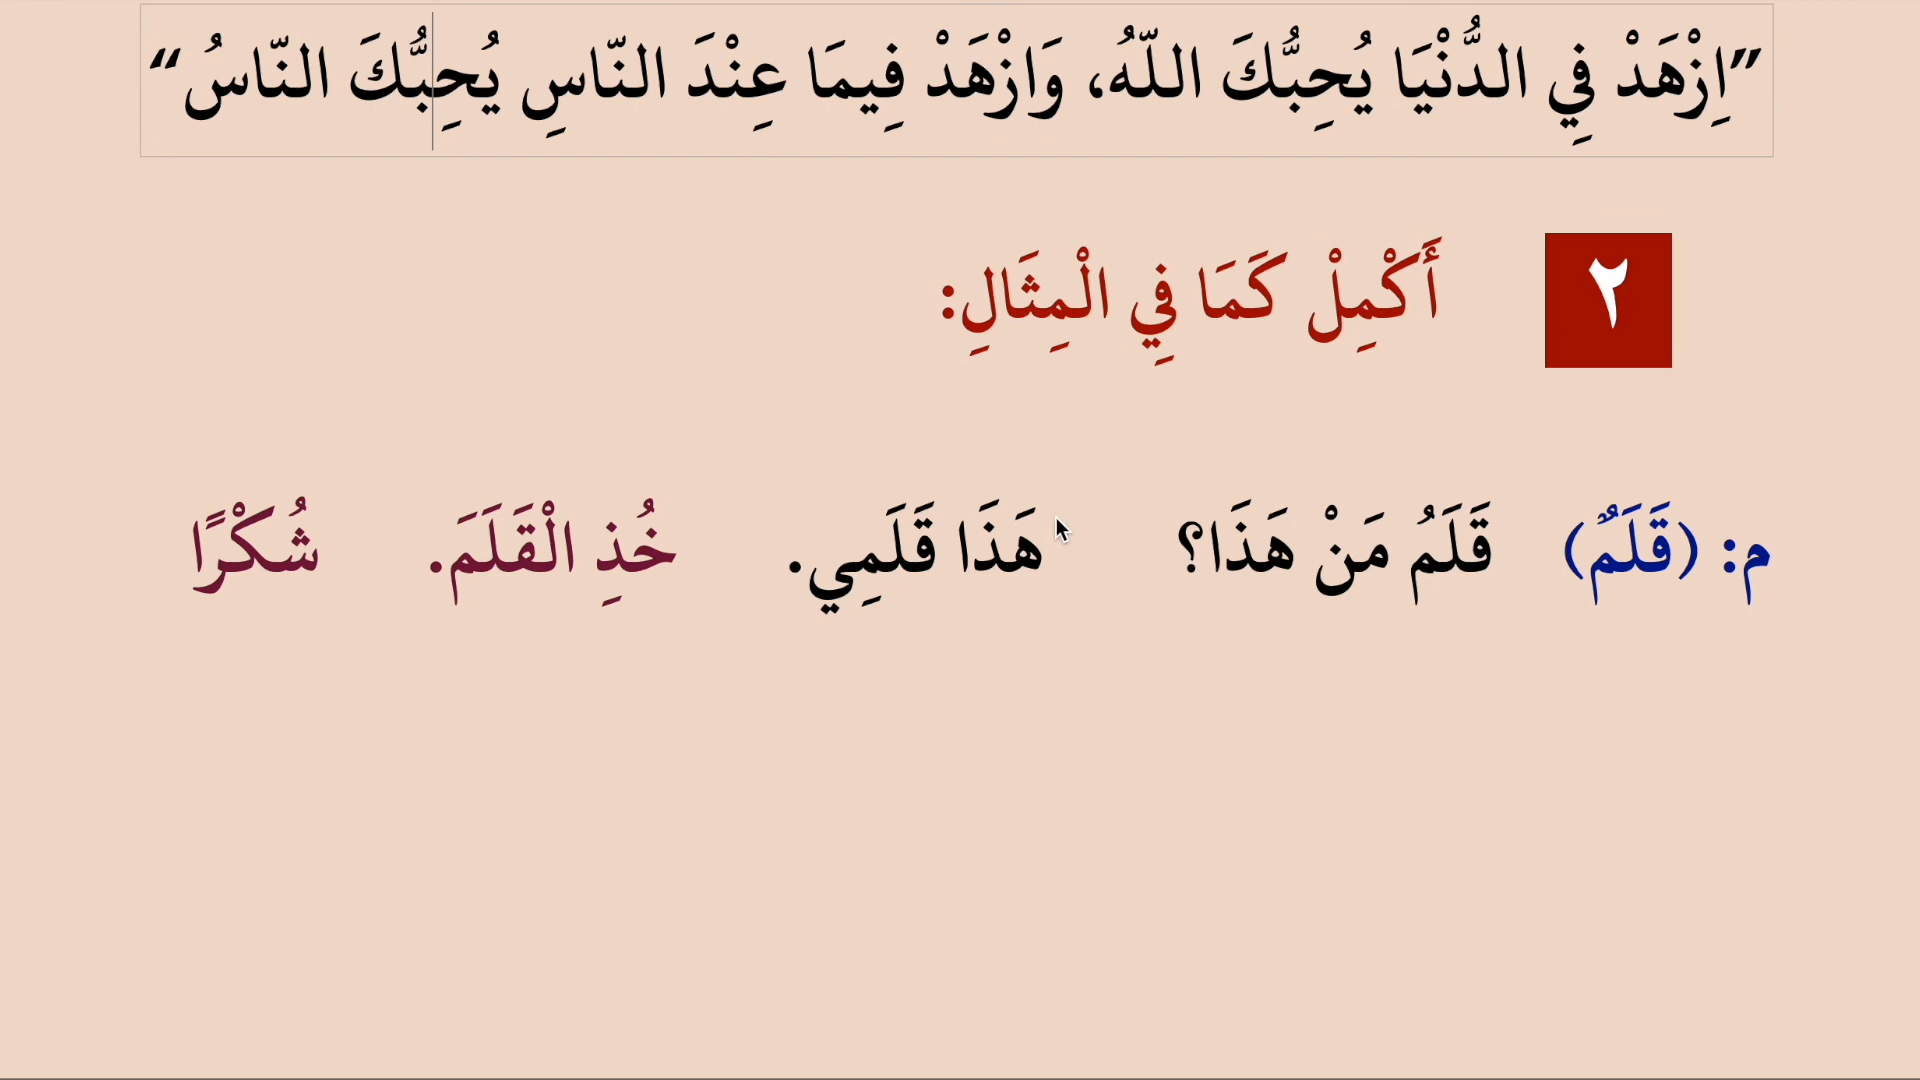 ”اِزْهَدْ فِي الدُّنْيَا يُحِبُّكَ اللّهُ، وَازْهَدْ فِيمَا عِنْدَ النّاسِ يُحِبُّكَ النّاسُ“
٢ أَكْمِلْ كَمَا فِي الْمِثَالِ:
م: (قَلَمٌ) قَلَمُ مَنْ هَذَا؟ هَذَا قَلَمِي. خُذِ الْقَلَمَ. شُكْرًا